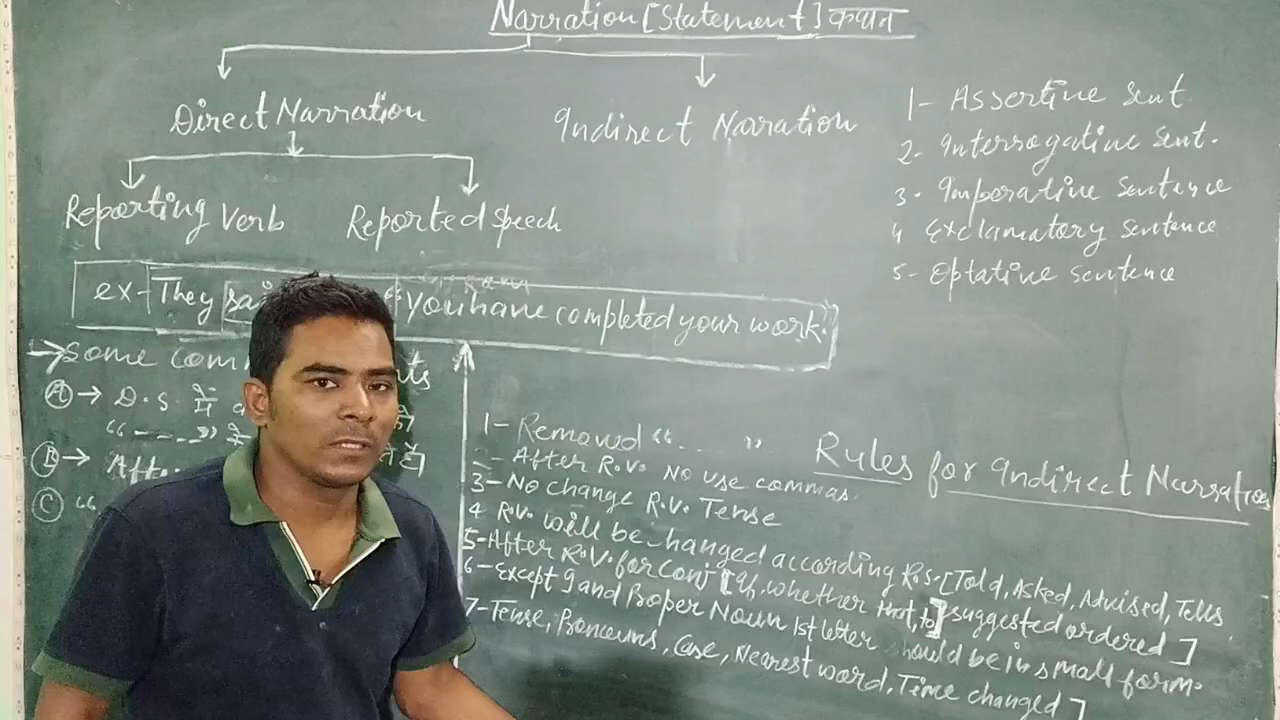 Narration [Statement] कथन
Direct Narration
Indirect Narration
Reporting Verb
Reported speech
1- Assertive sent.
2- Interrogative sent.
3- Imperative sentence
4 Exclamatory sentence
5- Optative sentence
ex- They "you have completed your work."
→ Some
Ⓐ → D.S. में
"-----"
Ⓑ →
Ⓒ "
Rules for Indirect Narration
1- Removed "- - - "
2- After R.V. No use commas.
3- No change R.V. Tense
4 R.V. will be changed according R.S. [Told, Asked, Advised, Tells
suggested ordered]
5- After R.V. for conj [If, whether that, to]
6- Except I and Proper Noun 1st letter should be in small form.
7- Tense, Pronouns, Case, Nearest word, Time changed]